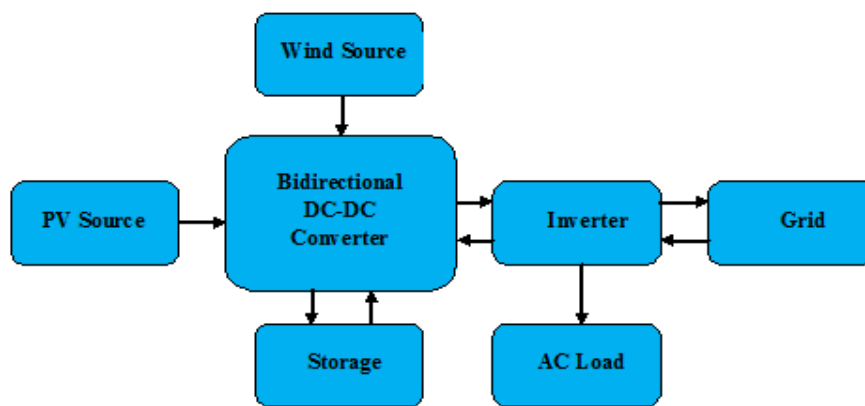 Wind Source
PV Source
Bidirectional
DC-DC
Converter
Inverter
Grid
Storage
AC Load